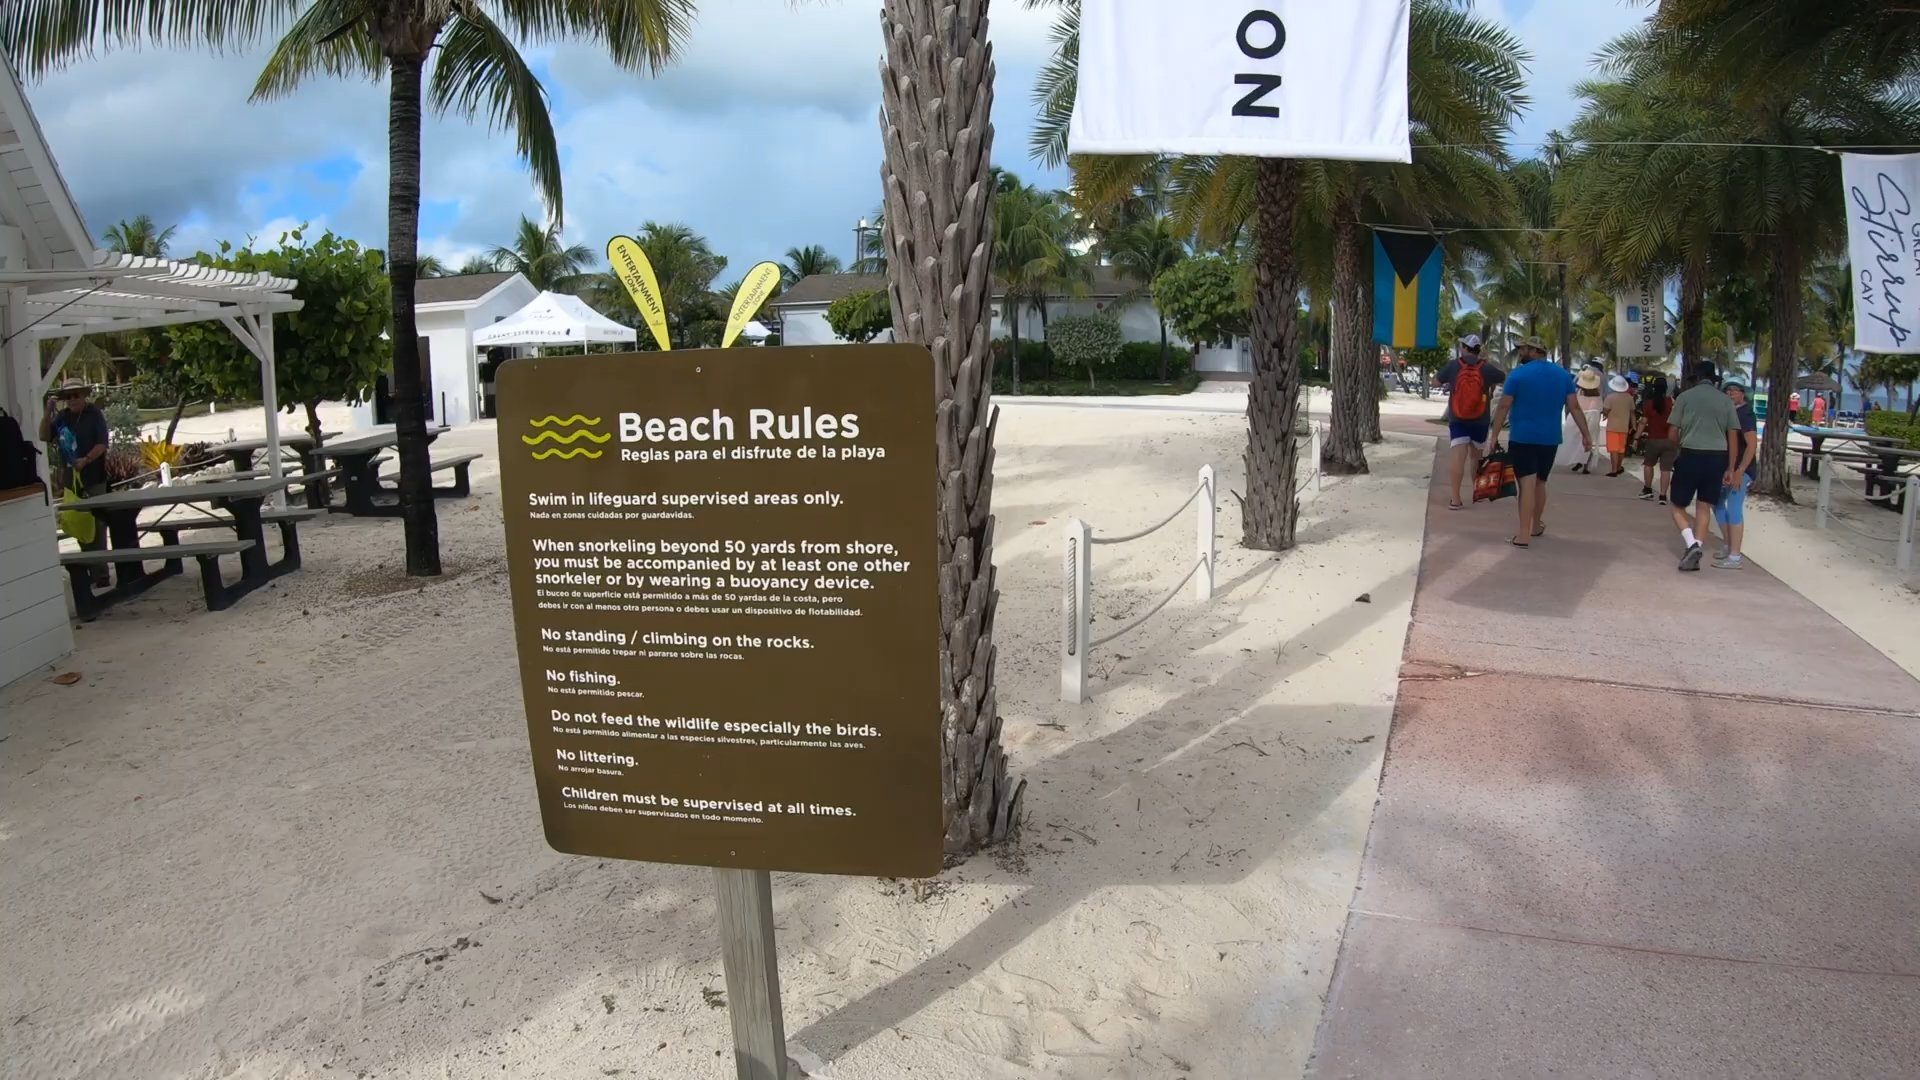 NO
GREAT
Stirrup
CAY
NORWEGIAN
ENTERTAINMENT
ZONE
ENTERTAINMENT
ZONE
GREAT STIRRUP CAY
Beach Rules
Reglas para el disfrute de la playa
Swim in lifeguard supervised areas only.
Nada en zonas cuidadas por guardavidas.
When snorkeling beyond 50 yards from shore,
you must be accompanied by at least one other
snorkeler or by wearing a buoyancy device.
El buceo de superficie está permitido a más de 50 yardas de la costa, pero
debes ir con al menos otra persona o debes usar un dispositivo de flotabilidad.
No standing / climbing on the rocks.
No está permitido trepar ni pararse sobre las rocas.
No fishing.
No está permitido pescar.
Do not feed the wildlife especially the birds.
No está permitido alimentar a las especies silvestres, particularmente las aves.
No littering.
No arrojar basura.
Children must be supervised at all times.
Los niños deben ser supervisados en todo momento.